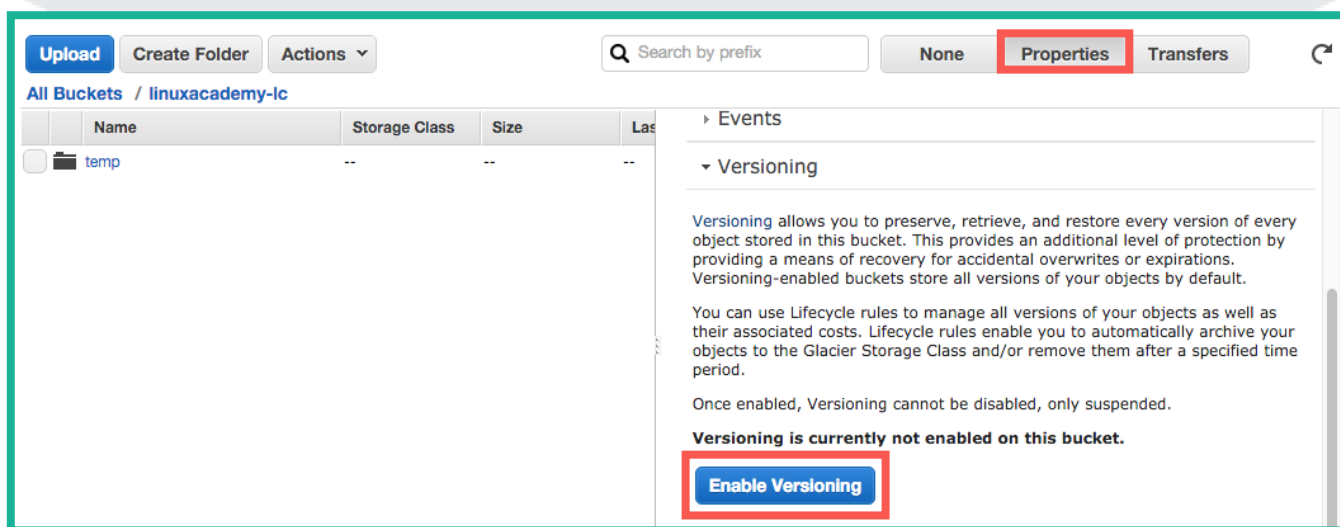 Upload Create Folder Actions Search by prefix None Properties Transfers
All Buckets / linuxacademy-lc
Name Storage Class Size Las
temp -- -- --
Events
Versioning
Versioning allows you to preserve, retrieve, and restore every version of every
object stored in this bucket. This provides an additional level of protection by
providing a means of recovery for accidental overwrites or expirations.
Versioning-enabled buckets store all versions of your objects by default.
You can use Lifecycle rules to manage all versions of your objects as well as
their associated costs. Lifecycle rules enable you to automatically archive your
objects to the Glacier Storage Class and/or remove them after a specified time
period.
Once enabled, Versioning cannot be disabled, only suspended.
Versioning is currently not enabled on this bucket.
Enable Versioning